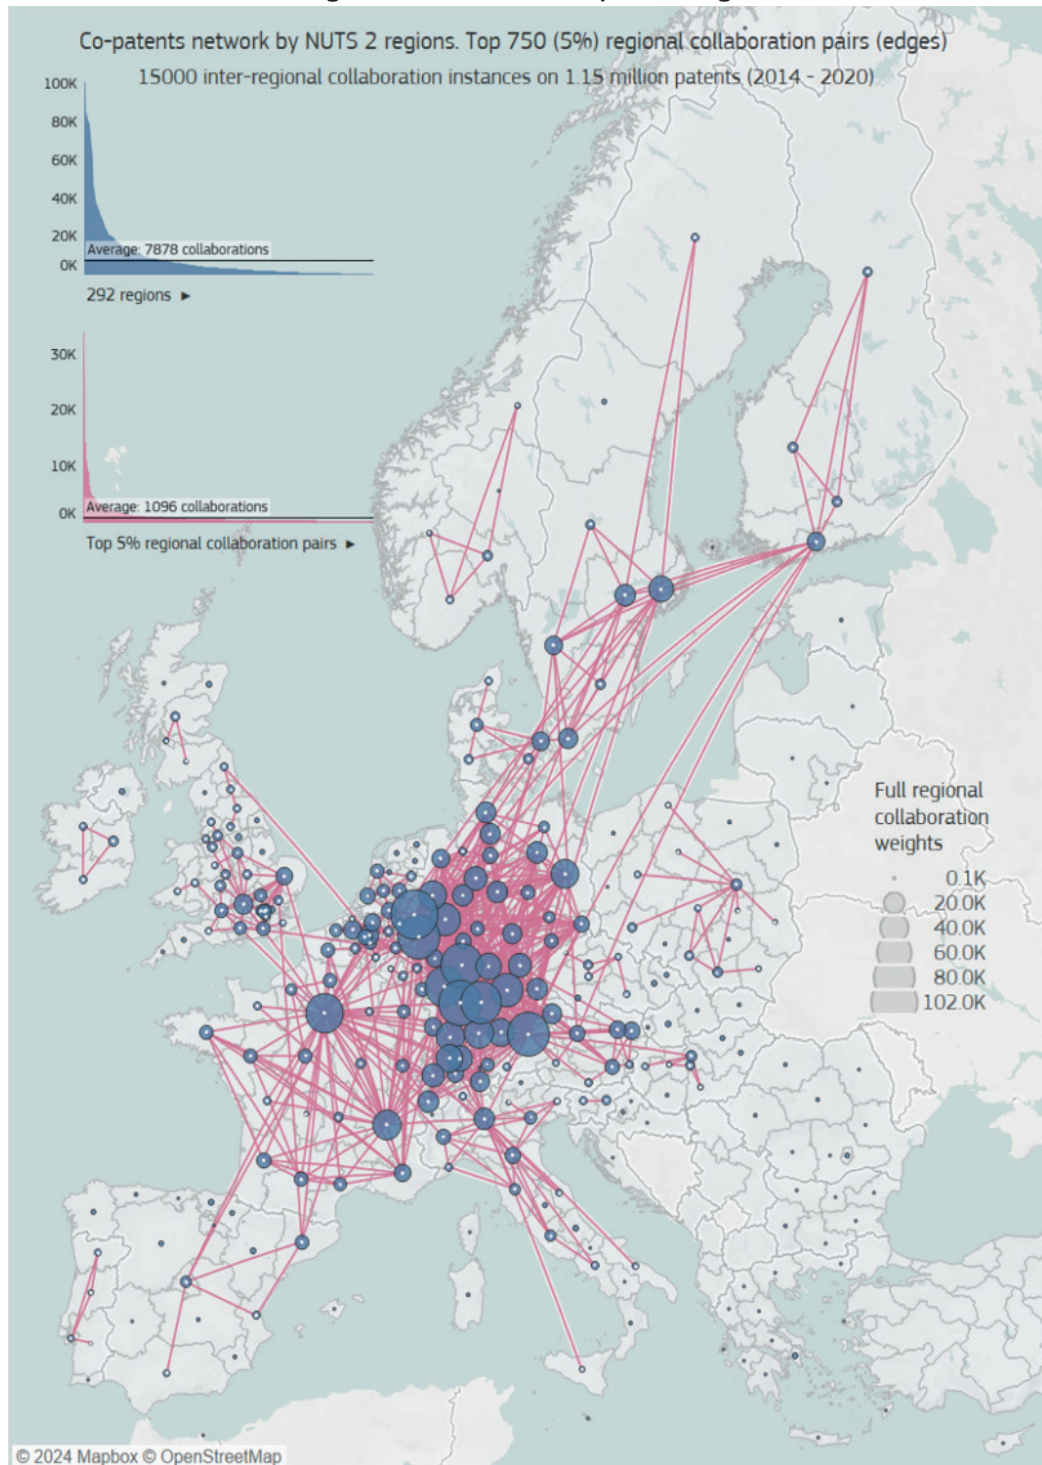 Co-patents network by NUTS 2 regions. Top 750 (5%) regional collaboration pairs (edges)
15000 inter-regional collaboration instances on 1.15 million patents (2014 - 2020)
100K
80K
60K
40K
20K
Average: 7878 collaborations
0K
292 regions ►
30K
20K
10K
Average: 1096 collaborations
0K
Top 5% regional collaboration pairs ►
Full regional
collaboration
weights
0.1K
20.0K
40.0K
60.0K
80.0K
102.0K
© 2024 Mapbox © OpenStreetMap